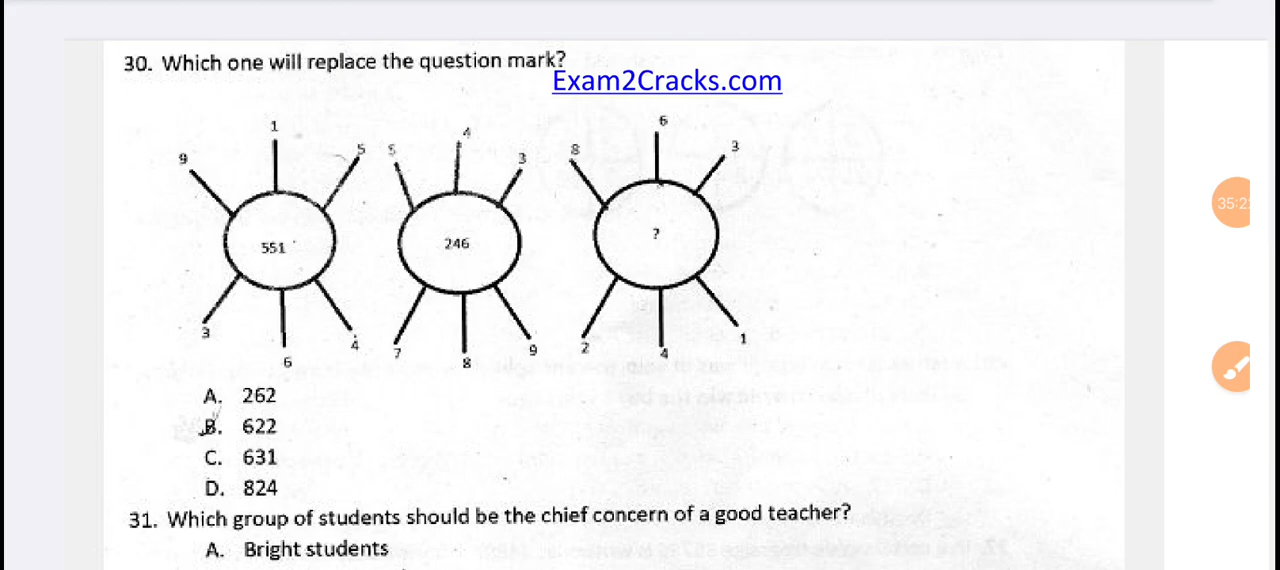 30. Which one will replace the question mark?
Exam2Cracks.com
1 4 6
9 5 5 3 8 3
551 246 ?
3 4 7 9 2 1
6 8 4
A. 262
B. 622
C. 631
D. 824
31. Which group of students should be the chief concern of a good teacher?
A. Bright students